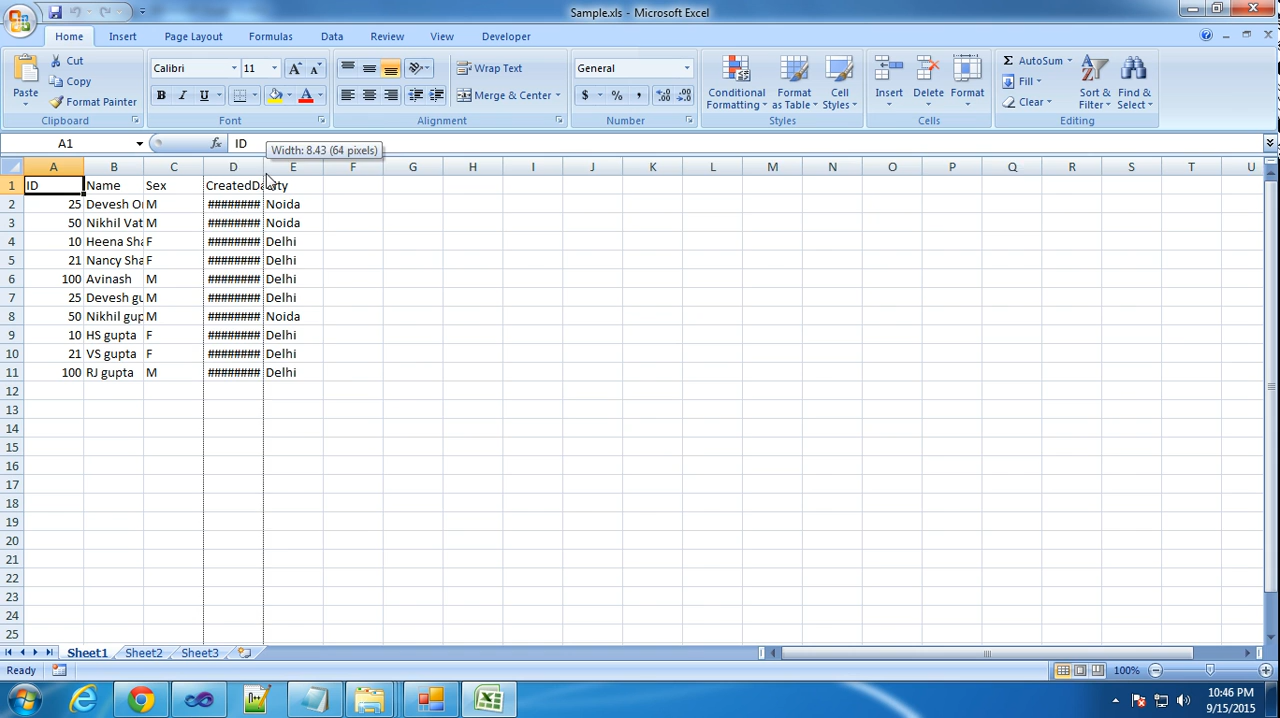 Sample.xls - Microsoft Excel
Home Insert Page Layout Formulas Data Review View Developer
Paste Cut Copy Format Painter Clipboard
Calibri 11 A A B I U A Font
Wrap Text Merge & Center Alignment
General $ % , Number
Conditional Formatting Format as Table Cell Styles Styles
Insert Delete Format Cells
Σ AutoSum Fill Clear Sort & Filter Find & Select Editing
A1 fx ID
Width: 8.43 (64 pixels)
A B C D E F G H I J K L M N O P Q R S T U
1 ID Name Sex CreatedDa ty
2 25 Devesh O M ######## Noida
3 50 Nikhil Vat M ######## Noida
4 10 Heena Sha F ######## Delhi
5 21 Nancy Sha F ######## Delhi
6 100 Avinash M ######## Delhi
7 25 Devesh gu M ######## Delhi
8 50 Nikhil gup M ######## Noida
9 10 HS gupta F ######## Delhi
10 21 VS gupta F ######## Delhi
11 100 RJ gupta M ######## Delhi
12
13
14
15
16
17
18
19
20
21
22
23
24
25
Sheet1 Sheet2 Sheet3
Ready 100%
10:46 PM
9/15/2015